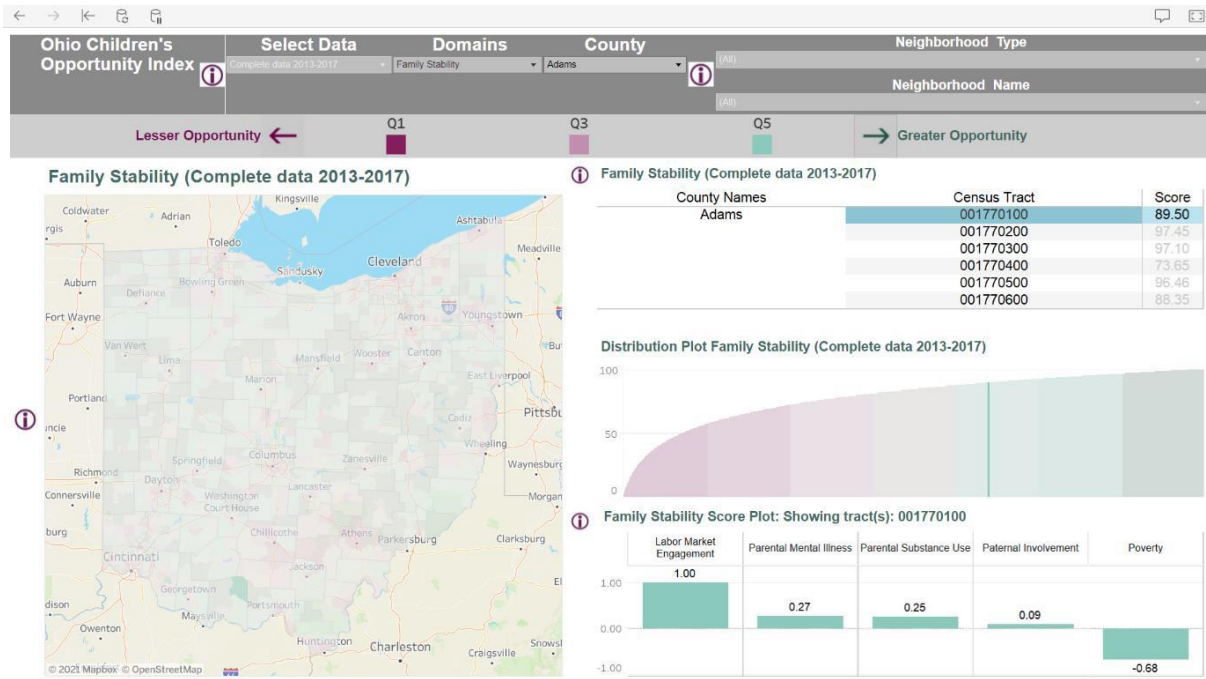 Ohio Children's
Opportunity Index
Select Data
Domains
County
Neighborhood Type
Complete data 2013-2017
Family Stability
Adams
(All)
Neighborhood Name
(All)
Lesser Opportunity
Q1
Q3
Q5
Greater Opportunity
Family Stability (Complete data 2013-2017)
Kingsville
Coldwater
Adrian
Ashtabula
rgis
Toledo
Meadville
Sandusky
Cleveland
Auburn
Bowling Green
Defiance
Fort Wayne
Akron
Youngstown
80
Van Wert
Lima
Mansfield
Wooster
Canton
Marion
East Liverpool
Portland
Pittsbu
uncie
Cadiz
Wheeling
Springfield
Columbus
Zanesville
Waynesburg
Richmond
Dayton
Lancaster
Connersville
Washington
Court House
Morgan
burg
Chillicothe
Athens
Parkersburg
Clarksburg
Cincinnati
Jackson
Georgetown
dison
Portsmouth
Maysville
Owenton
Huntington
Charleston
Craigsville
Snowsh
© 2021 Mapbox © OpenStreetMap
Family Stability (Complete data 2013-2017)
County Names Census Tract Score
Adams 001770100 89.50
001770200 97.45
001770300 97.10
001770400 73.65
001770500 96.46
001770600 88.35
Distribution Plot Family Stability (Complete data 2013-2017)
100
50
0
Family Stability Score Plot: Showing tract(s): 001770100
Labor Market
Engagement
Parental Mental Illness
Parental Substance Use
Paternal Involvement
Poverty
1.00
0.00
-1.00
1.00
0.27
0.25
0.09
-0.68